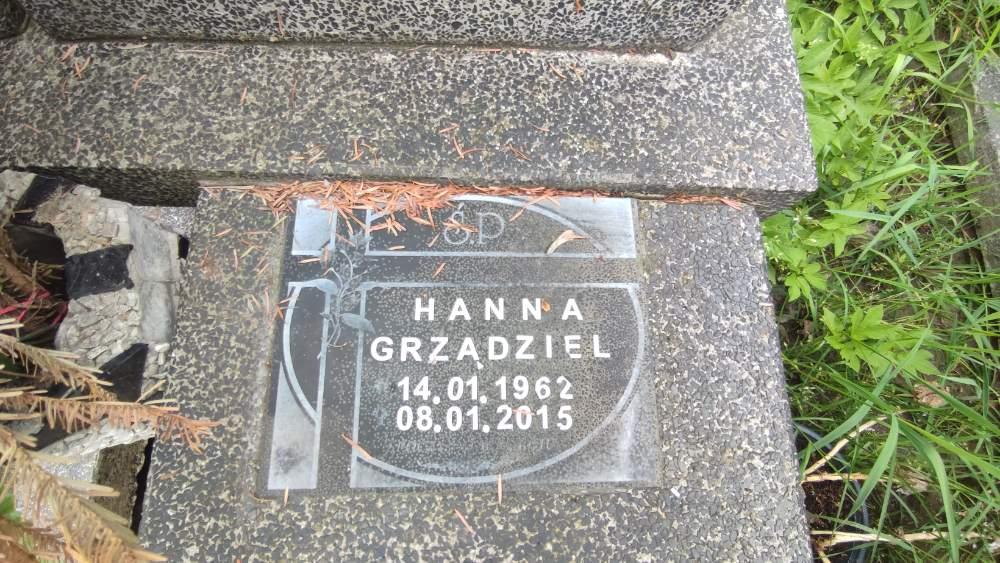 Ś.P.
HANNA
GRZĄDZIEL
14.01.1962
08.01.2015